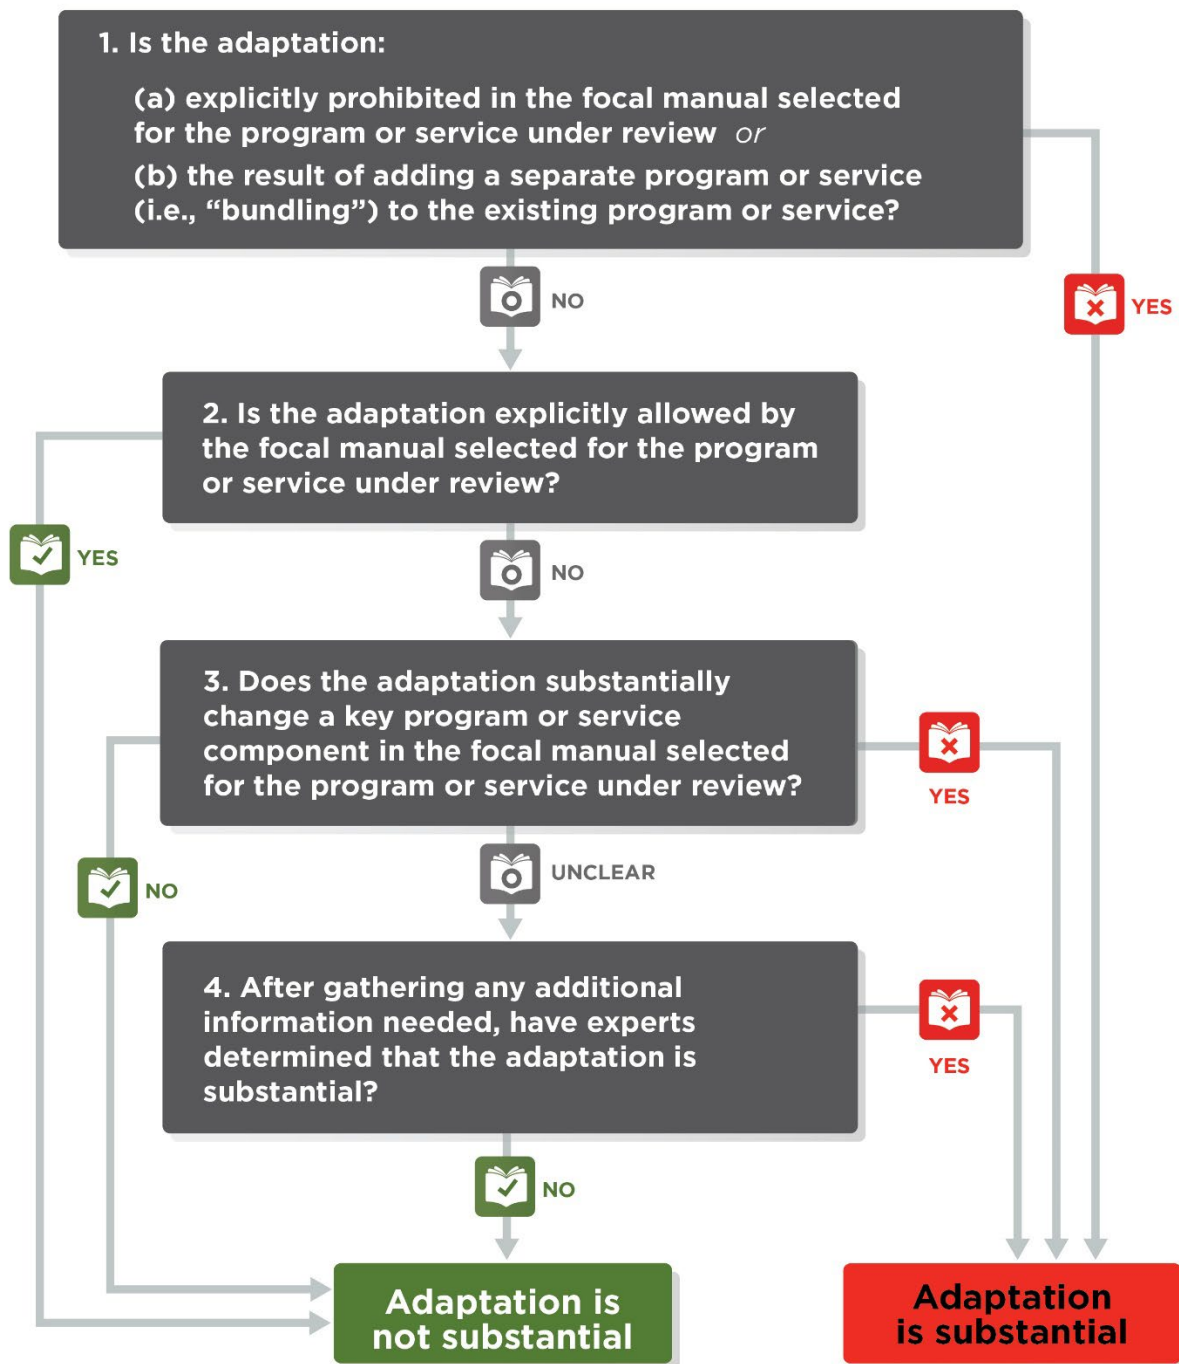 1. Is the adaptation:
(a) explicitly prohibited in the focal manual selected
for the program or service under review or
(b) the result of adding a separate program or service
(i.e., “bundling”) to the existing program or service?
NO
YES
2. Is the adaptation explicitly allowed by
the focal manual selected for the program
or service under review?
YES
NO
3. Does the adaptation substantially
change a key program or service
component in the focal manual selected
for the program or service under review?
YES
UNCLEAR
NO
4. After gathering any additional
information needed, have experts
determined that the adaptation is
substantial?
YES
NO
Adaptation is
not substantial
Adaptation
is substantial